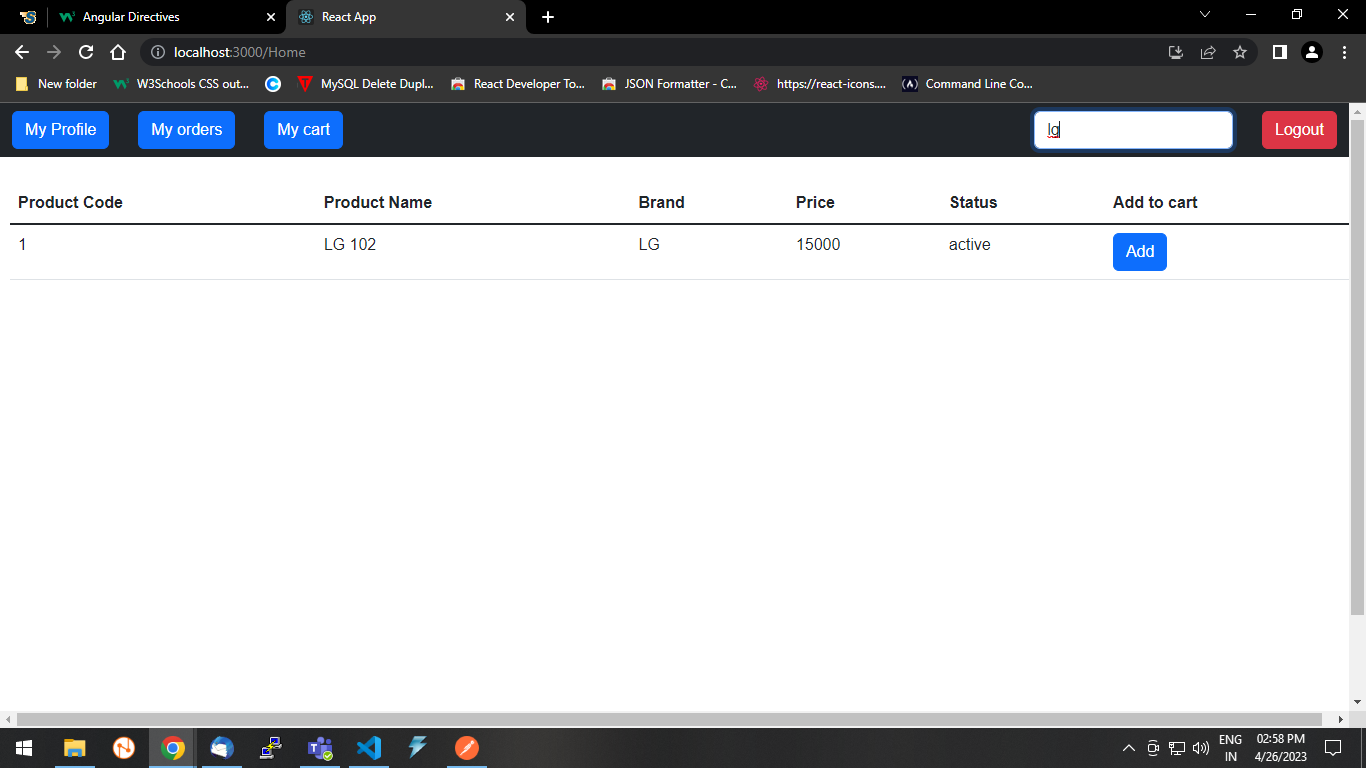 Angular Directives
React App
localhost:3000/Home
New folder
W3Schools CSS out...
MySQL Delete Dupl...
React Developer To...
JSON Formatter - C...
https://react-icons....
Command Line Co...
My Profile
My orders
My cart
lg
Logout
Product Code Product Name Brand Price Status Add to cart
1 LG 102 LG 15000 active Add
ENG
IN
02:58 PM
4/26/2023